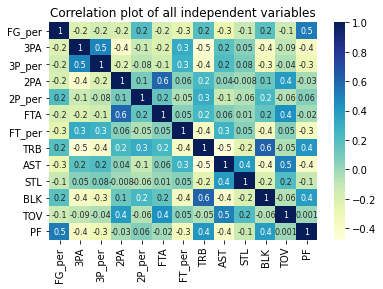 Correlation plot of all independent variables
FG_per 1 -0.2 -0.2 -0.2 0.2 -0.2 -0.3 0.2 -0.3 -0.1 0.2 -0.1 0.5
3PA -0.2 1 0.5 -0.4 -0.1 -0.2 0.3 -0.5 0.2 0.05 -0.4 -0.09 -0.4
3P_per -0.2 0.5 1 -0.2 -0.08 -0.1 0.3 -0.4 0.2 0.08 -0.3 -0.04 -0.3
2PA -0.2 -0.4 -0.2 1 0.1 0.6 0.06 0.2 0.04 -0.008 0.1 0.4 -0.03
2P_per 0.2 -0.1 -0.08 0.1 1 0.2 -0.05 0.3 -0.1 -0.06 0.2 -0.06 0.06
FTA -0.2 -0.2 -0.1 0.6 0.2 1 0.05 0.2 0.06 0.01 0.2 0.4 -0.02
FT_per -0.3 0.3 0.3 0.06 -0.05 0.05 1 -0.4 0.3 0.05 -0.4 0.05 -0.3
TRB 0.2 -0.5 -0.4 0.2 0.3 0.2 -0.4 1 -0.5 -0.2 0.6 -0.05 0.4
AST -0.3 0.2 0.2 0.04 -0.1 0.06 0.3 -0.5 1 0.4 -0.4 0.5 -0.4
STL -0.1 0.05 0.08 -0.008 -0.06 0.01 0.05 -0.2 0.4 1 -0.2 0.2 -0.1
BLK 0.2 -0.4 -0.3 0.1 0.2 0.2 -0.4 0.6 -0.4 -0.2 1 -0.06 0.4
TOV -0.1 -0.09 -0.04 0.4 -0.06 0.4 0.05 -0.05 0.5 0.2 -0.06 1 0.001
PF 0.5 -0.4 -0.3 -0.03 0.06 -0.02 -0.3 0.4 -0.4 -0.1 0.4 0.001 1
FG_per 3PA 3P_per 2PA 2P_per FTA FT_per TRB AST STL BLK TOV PF
1.0
0.8
0.6
0.4
0.2
0.0
−0.2
−0.4